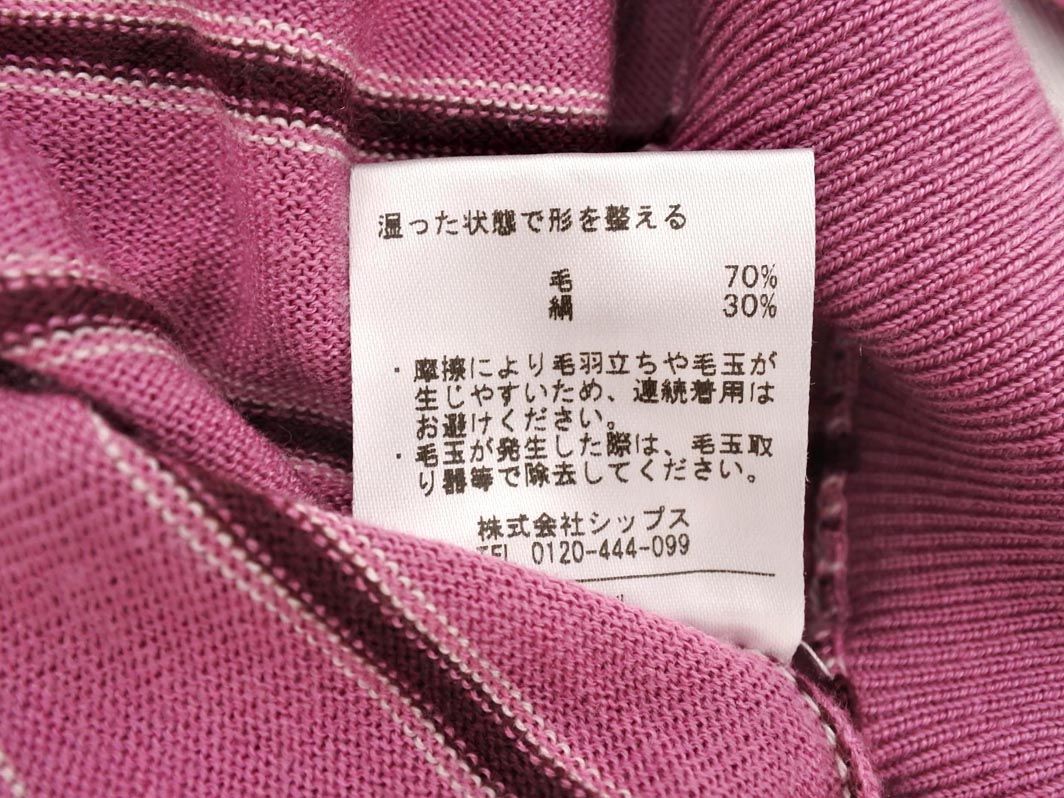 湿った状態で形を整える
毛 70%
絹 30%
・摩擦により毛羽立ちや毛玉が
生じやすいため、連続着用は
お避けください。
・毛玉が発生した際は、毛玉取
り器等で除去してください。
株式会社シップス
TEL 0120-444-099